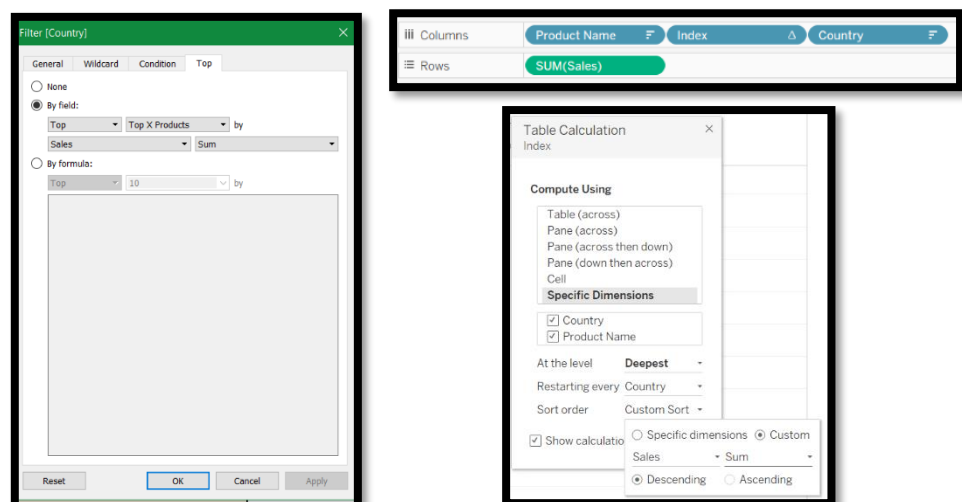 Filter [Country]
General Wildcard Condition Top
None
By field:
Top Top X Products by
Sales Sum
By formula:
Top 10 by
Reset OK Cancel Apply
iii Columns Product Name Index Δ Country
Rows SUM(Sales)
Table Calculation
Index
Compute Using
Table (across)
Pane (across)
Pane (across then down)
Pane (down then across)
Cell
Specific Dimensions
Country
Product Name
At the level Deepest
Restarting every Country
Sort order Custom Sort
Show calculatio
Specific dimensions Custom
Sales Sum
Descending Ascending